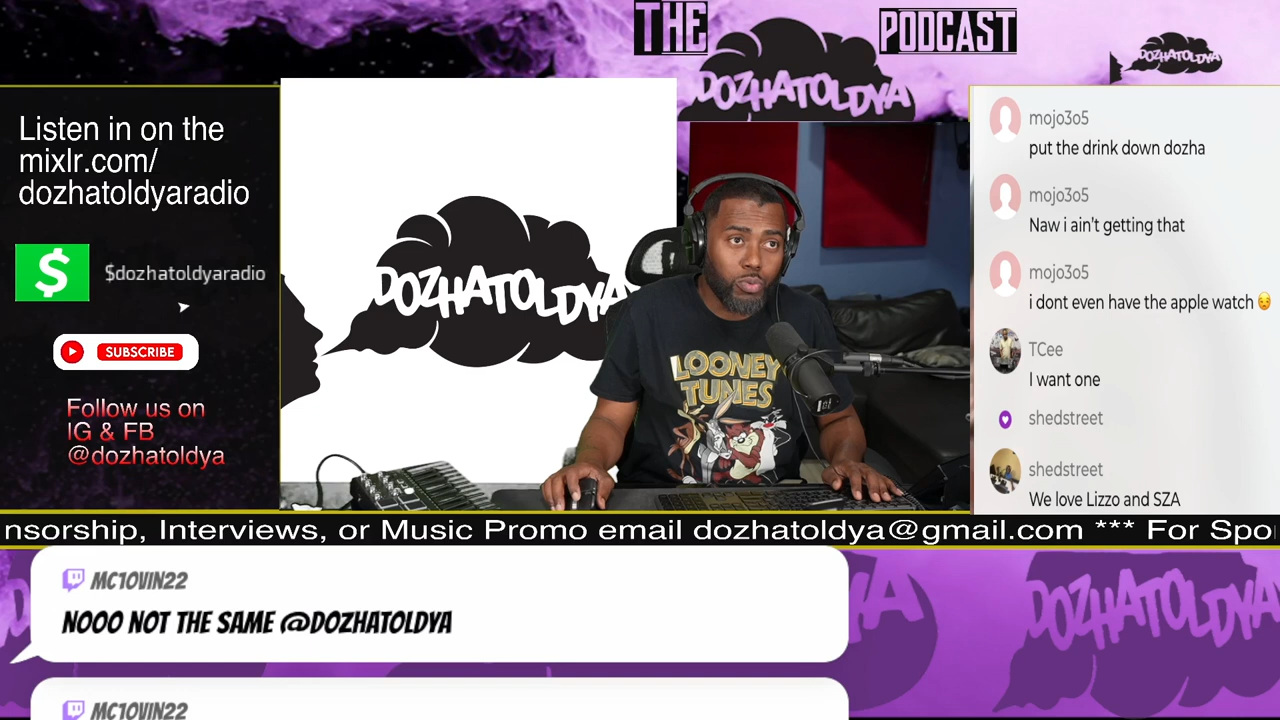 THE
PODCAST
DOZHATOLDYA
DOZHATOLDYA
Listen in on the
mixlr.com/
dozhatoldyaradio
$
$dozhatoldyaradio
SUBSCRIBE
Follow us on
IG & FB
@dozhatoldya
DOZHATOLDYA
LOONEY
TUNES
mojo3o5
put the drink down dozha
mojo3o5
Naw i ain't getting that
mojo3o5
i dont even have the apple watch 😔
TCee
I want one
shedstreet
shedstreet
We love Lizzo and SZA
nsorship, Interviews, or Music Promo email dozhatoldya@gmail.com *** For Spo
MC10VIN22
NOOO NOT THE SAME @DOZHATOLDYA
MC10VIN22
DOZHATOLDYA